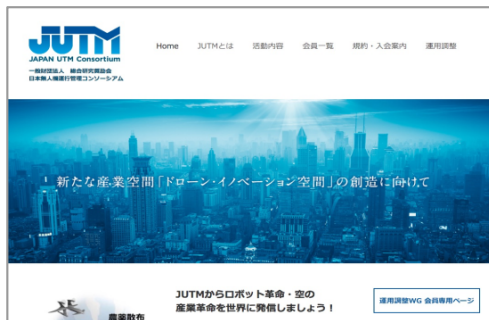 JUTM
JAPAN UTM Consortium
一般財団法人 総合研究奨励会
日本無人機運行管理コンソーシアム
Home JUTMとは 活動内容 会員一覧 規約・入会案内 運用調整
新たな産業空間「ドローン・イノベーション空間」の創造に向けて
JUTMからロボット革命・空の
産業革命を世界に発信しましょう！
運用調整WG 会員専用ページ
農薬散布